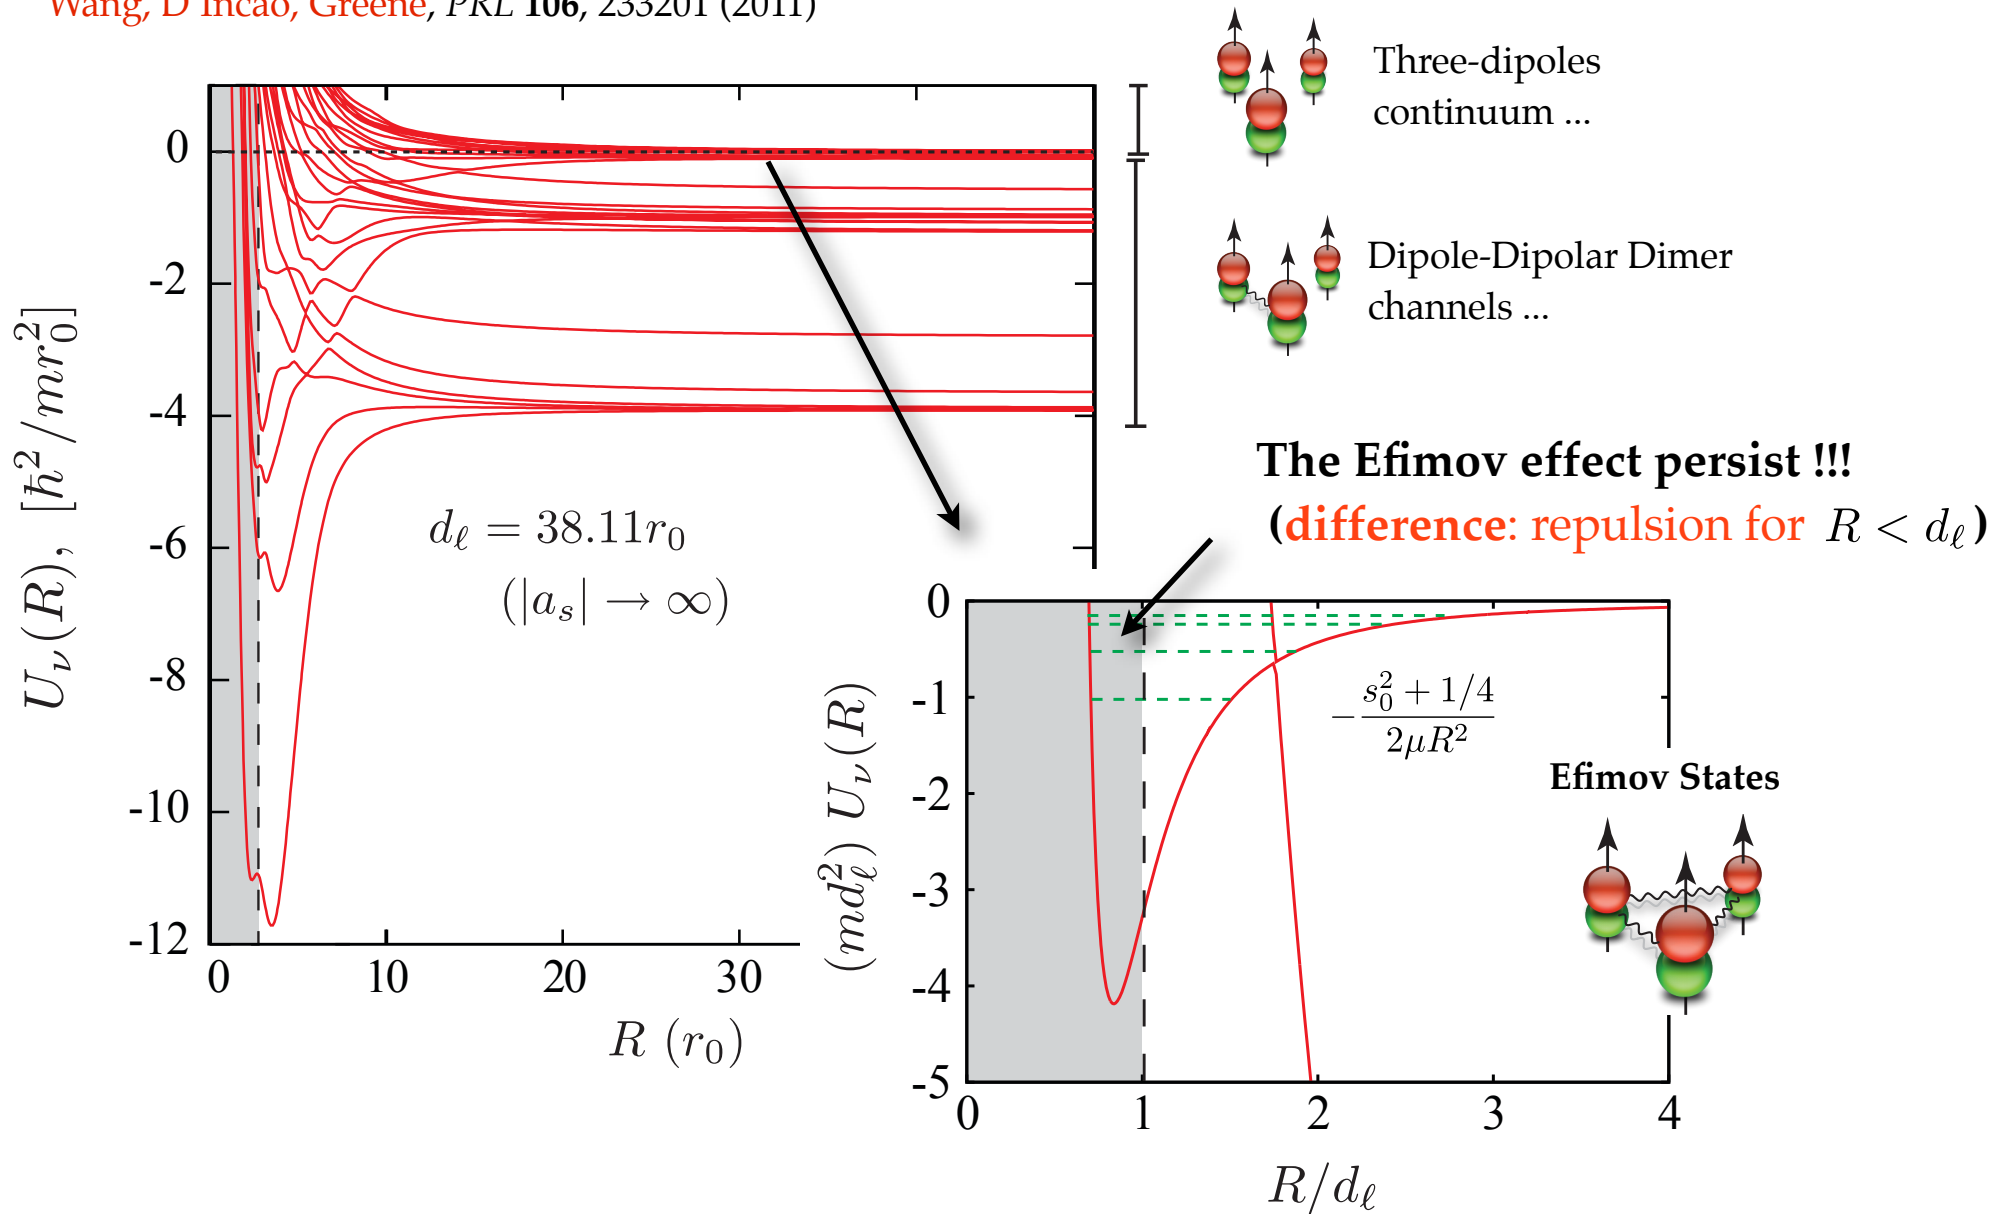 Wang, D'Incao, Greene, PRL 106, 233201 (2011)
Three-dipoles
continuum ...
Dipole-Dipolar Dimer
channels ...
0
-2
-4
-6
-8
-10
-12
0 10 20 30
U_ν(R), [ħ²/mr₀²]
R (r₀)
d_ℓ = 38.11r₀
(|a_s| → ∞)
The Efimov effect persist !!!
(difference: repulsion for R < d_ℓ)
0
-1
-2
-3
-4
-5
0 1 2 3 4
(md_ℓ²) U_ν(R)
R/d_ℓ
-\frac{s₀² + 1/4}{2μR²}
Efimov States